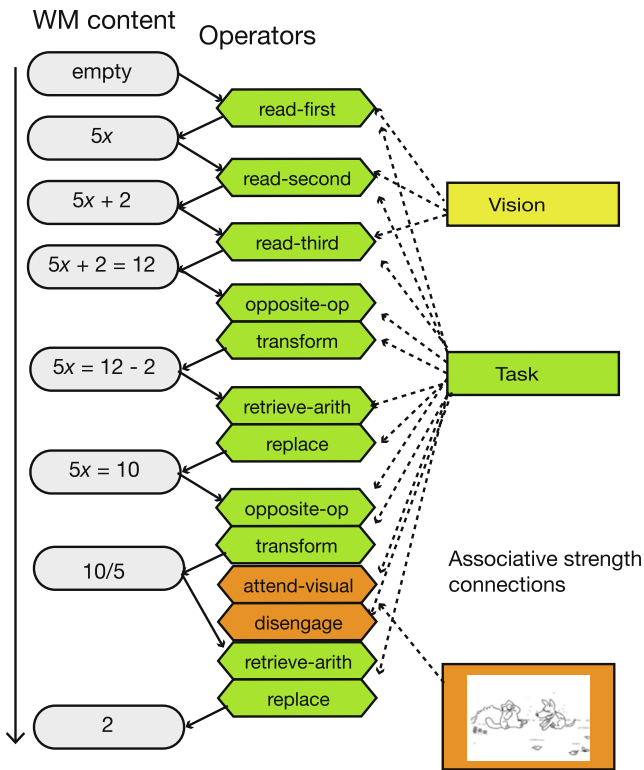 WM content
Operators
empty
read-first
5x
read-second
Vision
5x + 2
read-third
5x + 2 = 12
opposite-op
transform
5x = 12 - 2
Task
retrieve-arith
replace
5x = 10
opposite-op
transform
Associative strength
connections
10/5
attend-visual
disengage
retrieve-arith
replace
2